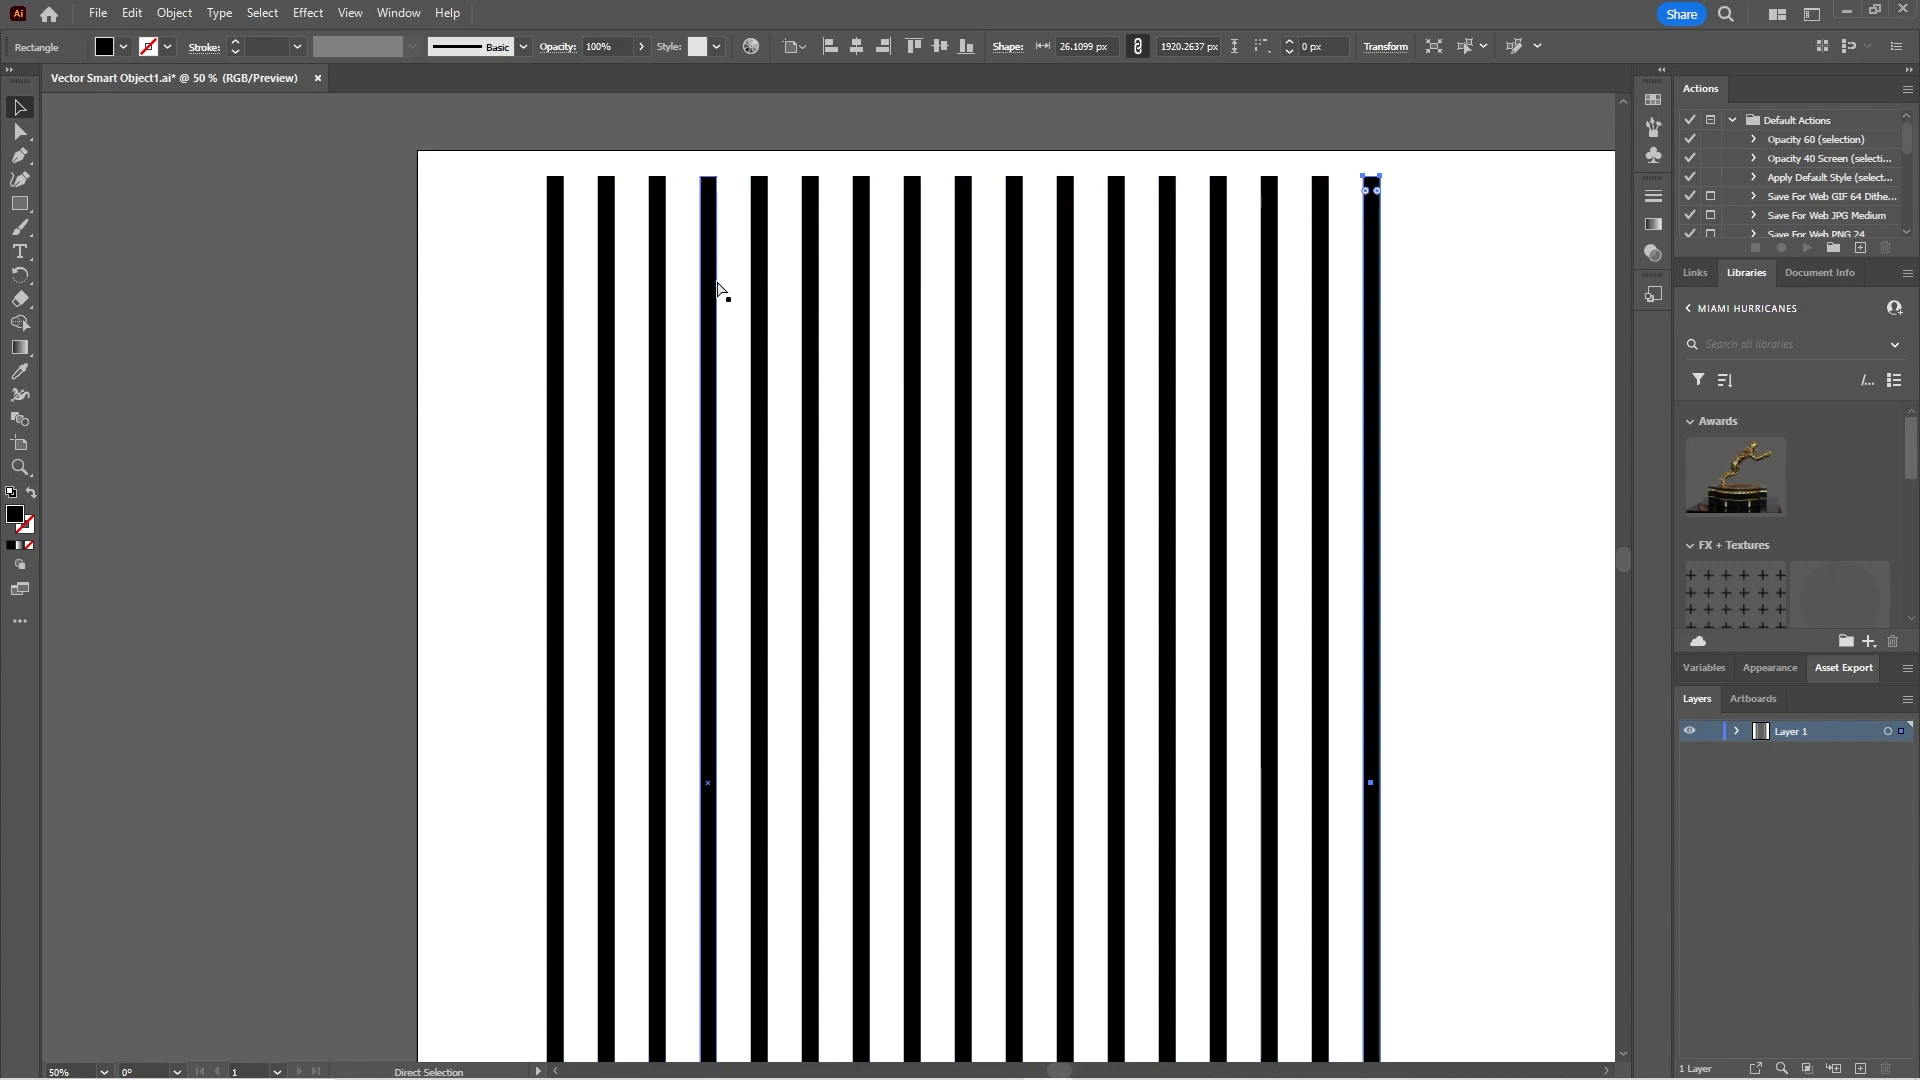 Ai File Edit Object Type Select Effect View Window Help Share
Rectangle Stroke: Basic Opacity: 100% Style: Shape: 26.1099 px 1920.2637 px 0 px Transform
Vector Smart Object1.ai* @ 50 % (RGB/Preview) ×
Actions
Default Actions
Opacity 60 (selection)
Opacity 40 Screen (selecti...
Apply Default Style (select...
Save For Web GIF 64 Dithe...
Save For Web JPG Medium
Save For Web PNG 24
Links Libraries Document Info
MIAMI HURRICANES
Search all libraries
/...
Awards
FX + Textures
Variables Appearance Asset Export
Layers Artboards
Layer 1
50% 0° 1 Direct Selection
1 Layer